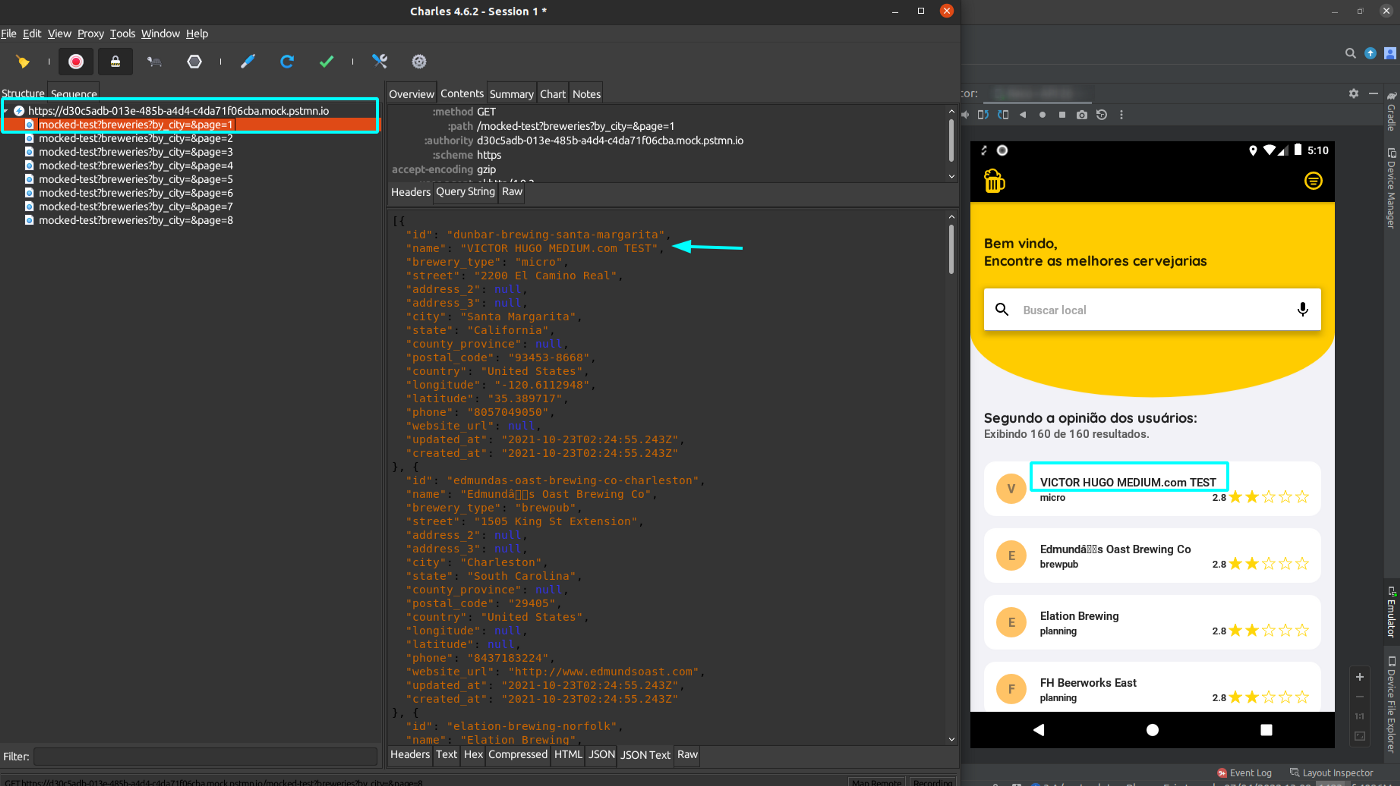 Charles 4.6.2 - Session 1 *
File Edit View Proxy Tools Window Help
Structure Sequence
https://d30c5adb-013e-485b-a4d4-c4da71f06cba.mock.pstmn.io
mocked-test?breweries?by_city=&page=1
mocked-test?breweries?by_city=&page=2
mocked-test?breweries?by_city=&page=3
mocked-test?breweries?by_city=&page=4
mocked-test?breweries?by_city=&page=5
mocked-test?breweries?by_city=&page=6
mocked-test?breweries?by_city=&page=7
mocked-test?breweries?by_city=&page=8
Filter:
GET https://d30c5adb-013e-485b-a4d4-c4da71f06cba.mock.pstmn.io/mocked-test?breweries?by_city=&page=8
Map Remote Recording
Overview Contents Summary Chart Notes
:method GET
:path /mocked-test?breweries?by_city=&page=1
:authority d30c5adb-013e-485b-a4d4-c4da71f06cba.mock.pstmn.io
:scheme https
accept-encoding gzip
Headers Query String Raw
[{
"id": "dunbar-brewing-santa-margarita",
"name": "VICTOR HUGO MEDIUM.com TEST",
"brewery_type": "micro",
"street": "2200 El Camino Real",
"address_2": null,
"address_3": null,
"city": "Santa Margarita",
"state": "California",
"county_province": null,
"postal_code": "93453-8668",
"country": "United States",
"longitude": "-120.6112948",
"latitude": "35.389717",
"phone": "8057049050",
"website_url": null,
"updated_at": "2021-10-23T02:24:55.243Z",
"created_at": "2021-10-23T02:24:55.243Z"
}, {
"id": "edmundas-oast-brewing-co-charleston",
"name": "Edmundâ▯▯s Oast Brewing Co",
"brewery_type": "brewpub",
"street": "1505 King St Extension",
"address_2": null,
"address_3": null,
"city": "Charleston",
"state": "South Carolina",
"county_province": null,
"postal_code": "29405",
"country": "United States",
"longitude": null,
"latitude": null,
"phone": "8437183224",
"website_url": "http://www.edmundsoast.com",
"updated_at": "2021-10-23T02:24:55.243Z",
"created_at": "2021-10-23T02:24:55.243Z"
}, {
"id": "elation-brewing-norfolk",
"name": "Elation Brewing",
Headers Text Hex Compressed HTML JSON JSON Text Raw
tor:
5:10
Bem vindo,
Encontre as melhores cervejarias
Buscar local
Segundo a opinião dos usuários:
Exibindo 160 de 160 resultados.
V
VICTOR HUGO MEDIUM.com TEST
micro
2.8
E
Edmundâ▯▯s Oast Brewing Co
brewpub
2.8
E
Elation Brewing
planning
2.8
F
FH Beerworks East
planning
2.8
1:1
Gradle
Device Manager
Emulator
Device File Explorer
Event Log Layout Inspector